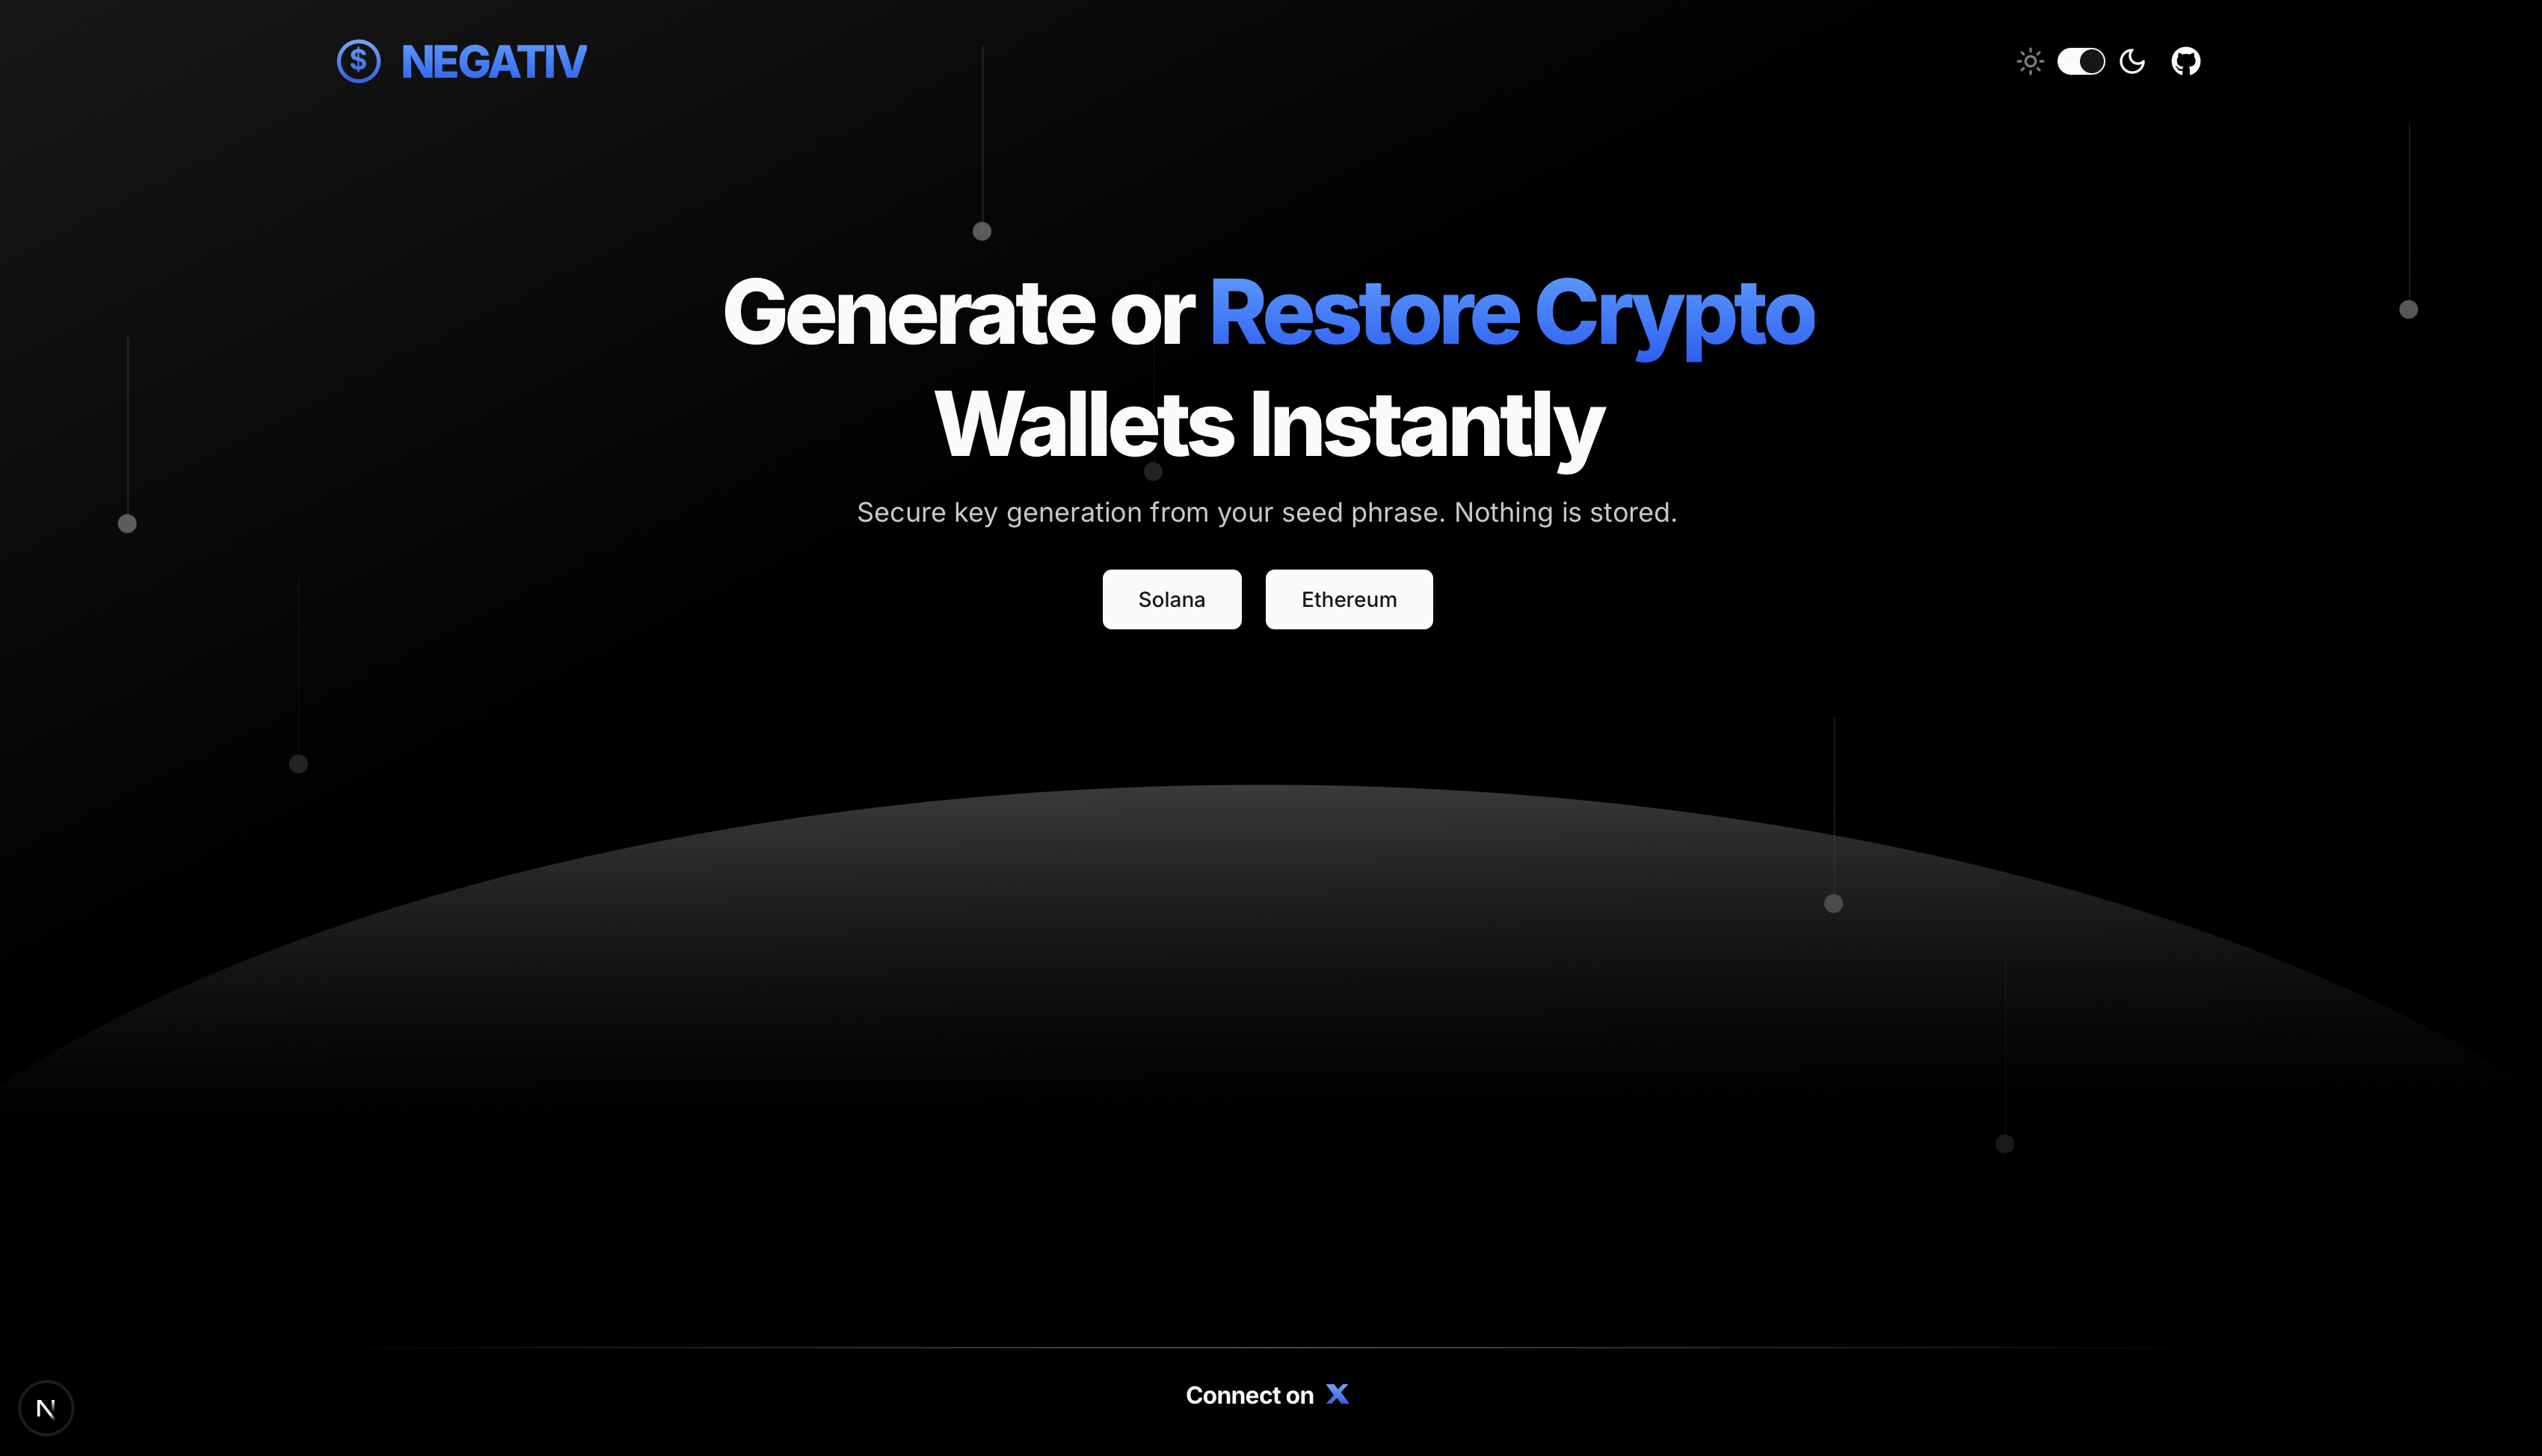 $ NEGATIV
Generate or Restore Crypto
Wallets Instantly
Secure key generation from your seed phrase. Nothing is stored.
Solana
Ethereum
Connect on X
N